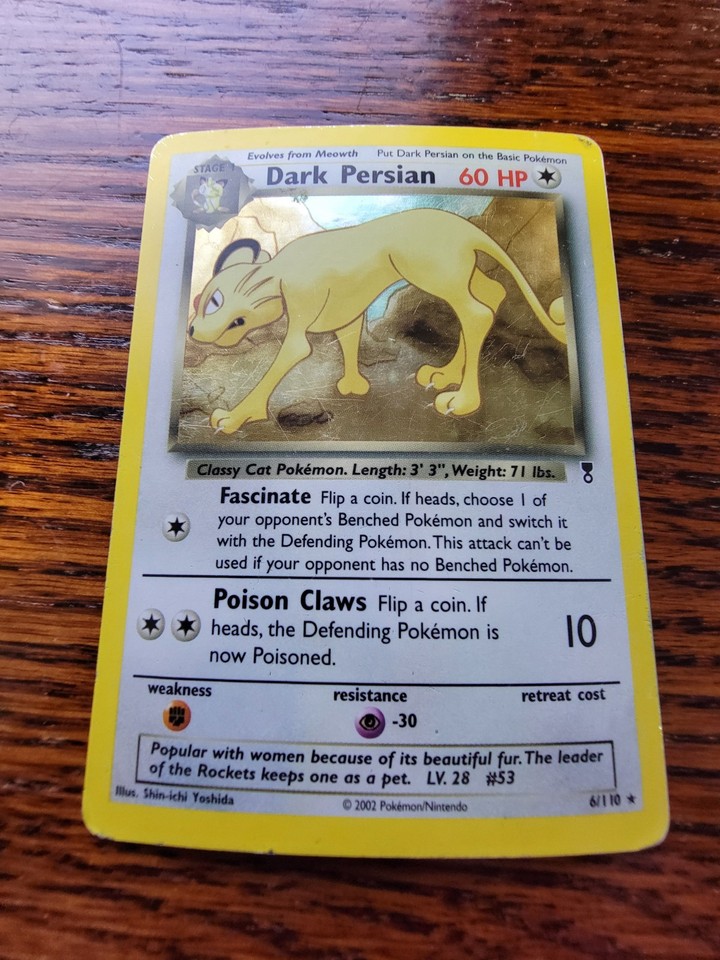 Evolves from Meowth Put Dark Persian on the Basic Pokémon
STAGE 1
Dark Persian 60 HP
Classy Cat Pokémon. Length: 3' 3", Weight: 71 lbs.
Fascinate Flip a coin. If heads, choose 1 of
your opponent's Benched Pokémon and switch it
with the Defending Pokémon. This attack can't be
used if your opponent has no Benched Pokémon.
Poison Claws Flip a coin. If
heads, the Defending Pokémon is
now Poisoned.
10
weakness resistance retreat cost
-30
Popular with women because of its beautiful fur. The leader
of the Rockets keeps one as a pet. LV. 28 #53
Illus. Shin-ichi Yoshida © 2002 Pokémon/Nintendo 6/110 ★